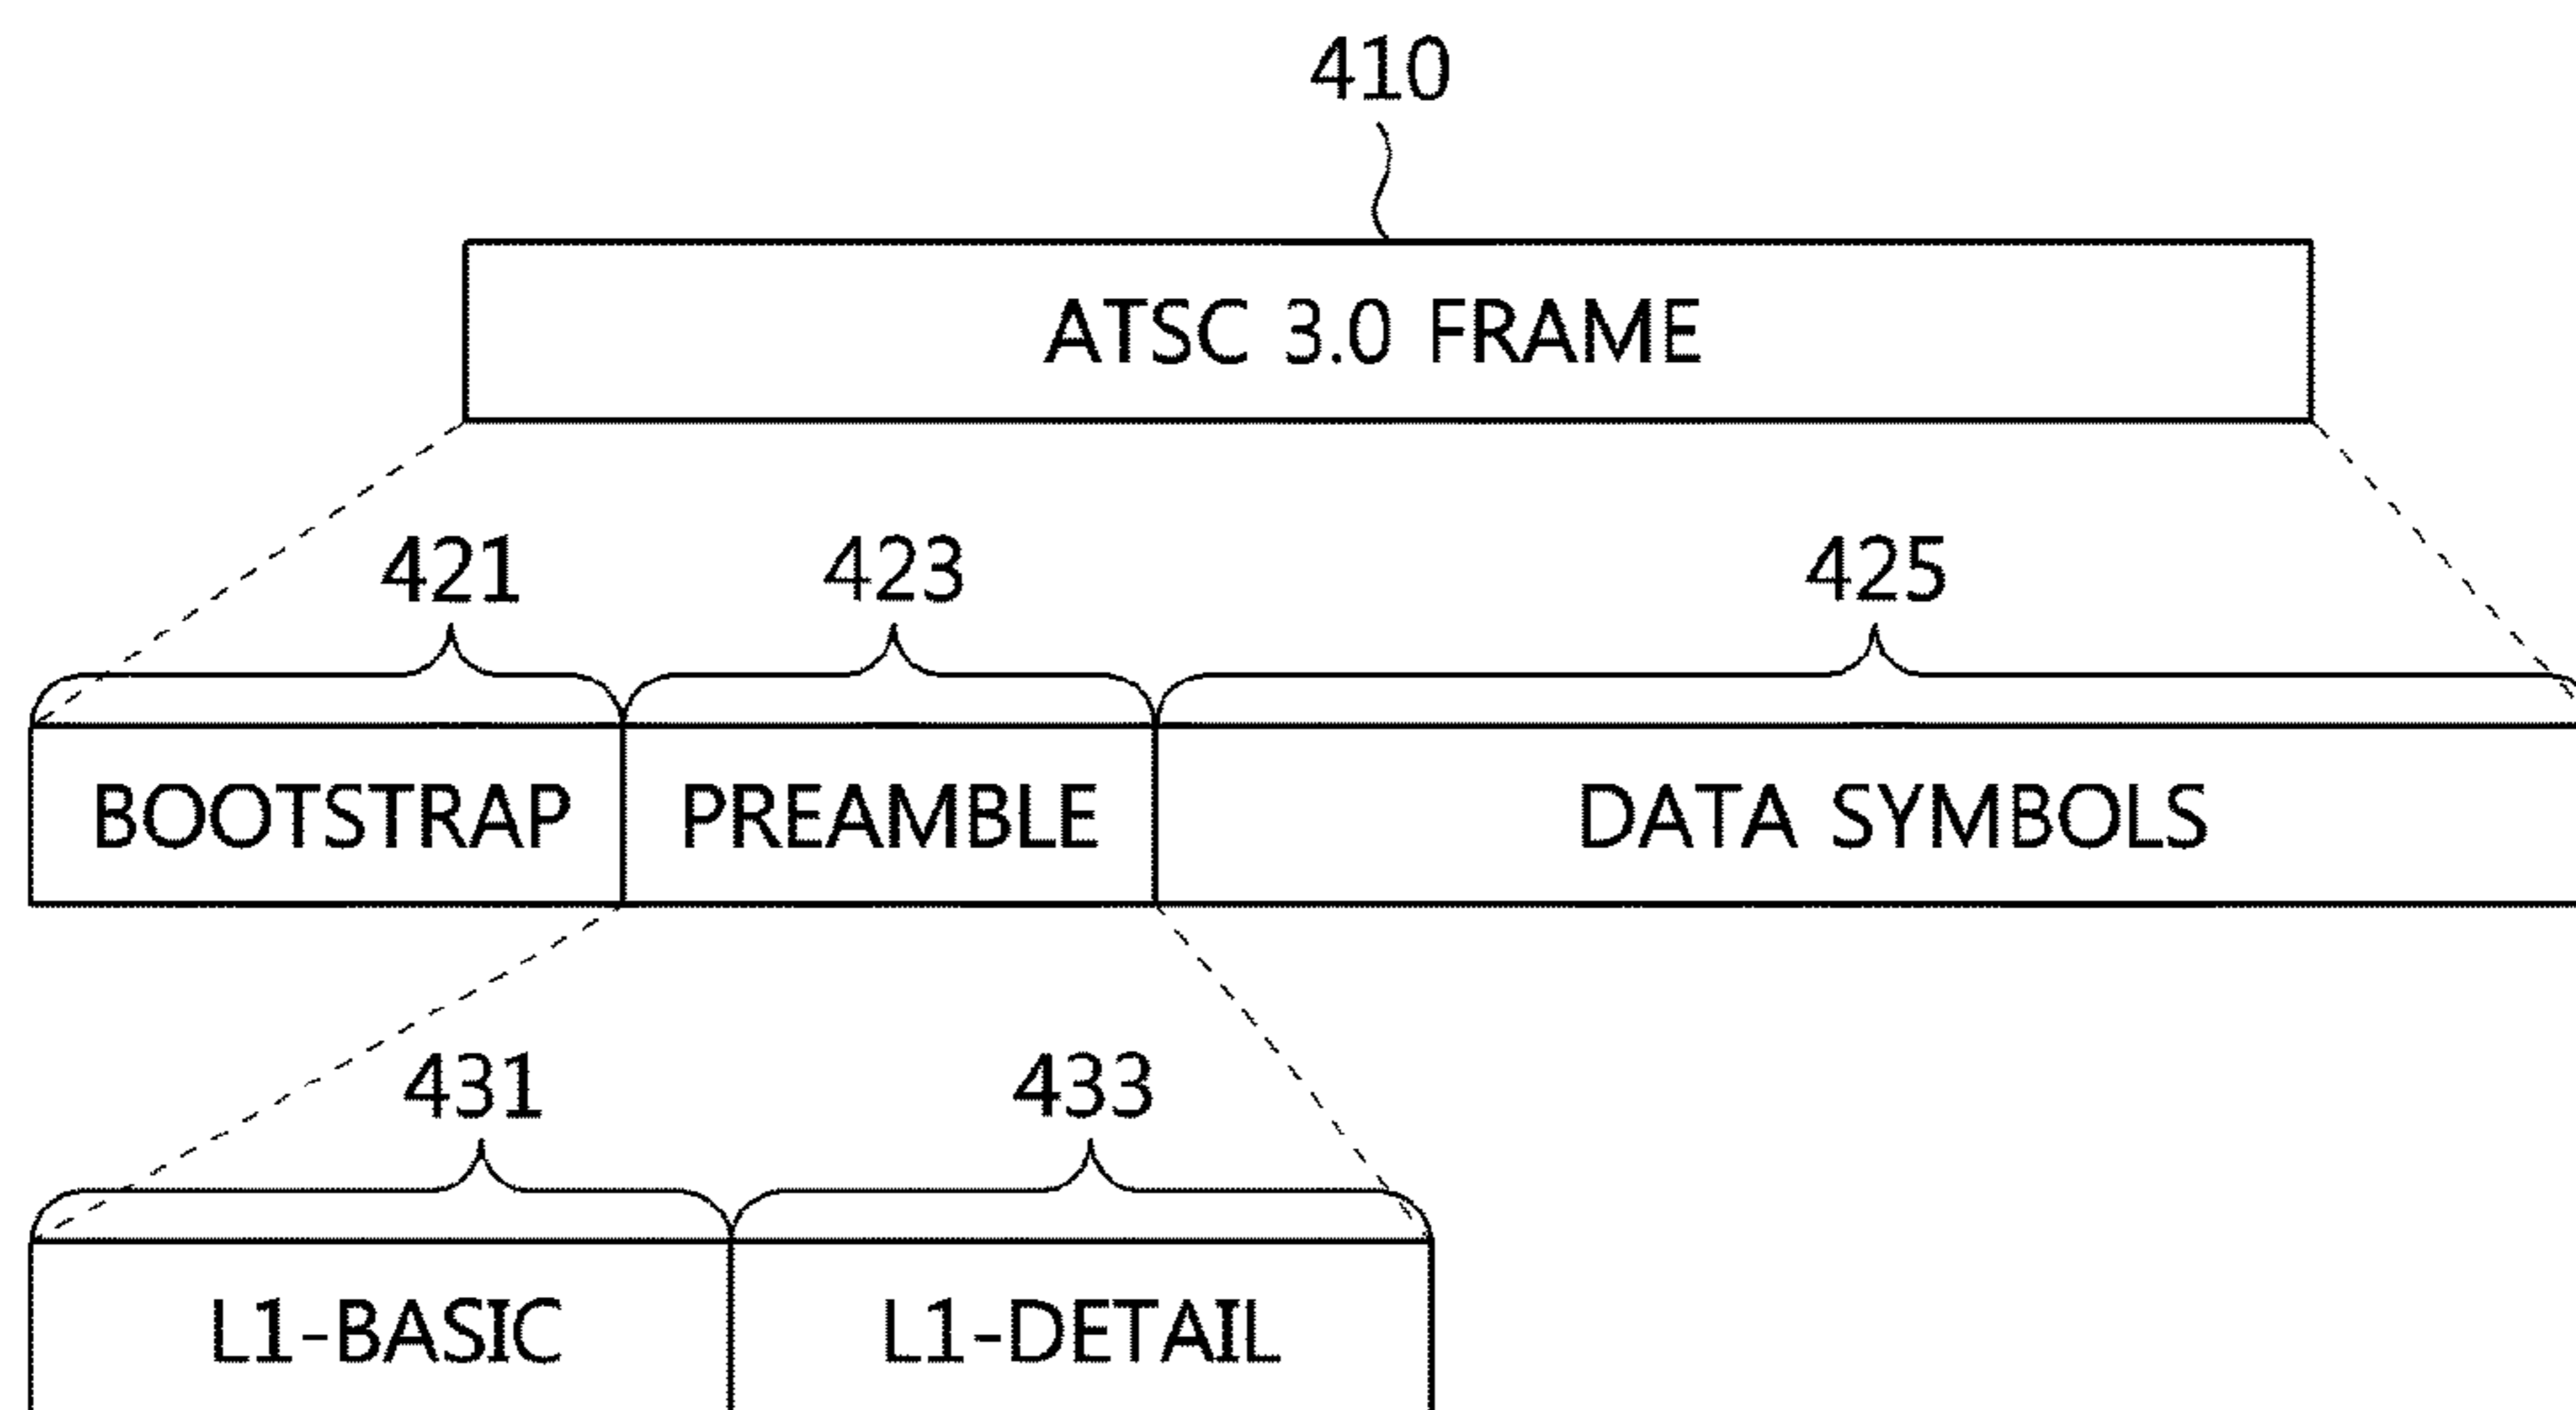 410
ATSC 3.0 FRAME
421 423 425
BOOTSTRAP PREAMBLE DATA SYMBOLS
431 433
L1-BASIC L1-DETAIL